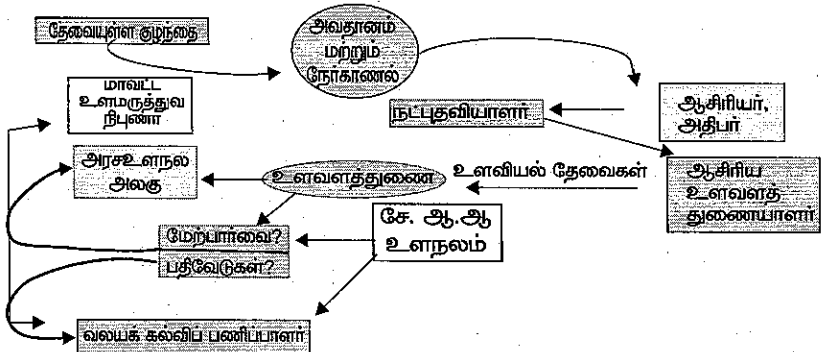 தேவையுள்ள குழந்தை
அவதானம்
மற்றும்
நேர்காணல்
மாவட்ட
உளமருத்துவ
நிபுணர்
நட்புதவியாளர்
ஆசிரியர்,
அதிபர்
அரசஉளநல
அலகு
உளவளத்துணை
உளவியல் தேவைகள்
ஆசிரிய
உளவளத்
துணையாளர்
சே. ஆ.ஆ
உளநலம்
மேற்பார்வை?
பதிவேடுகள்?
வலயக் கல்விப் பணிப்பாளர்